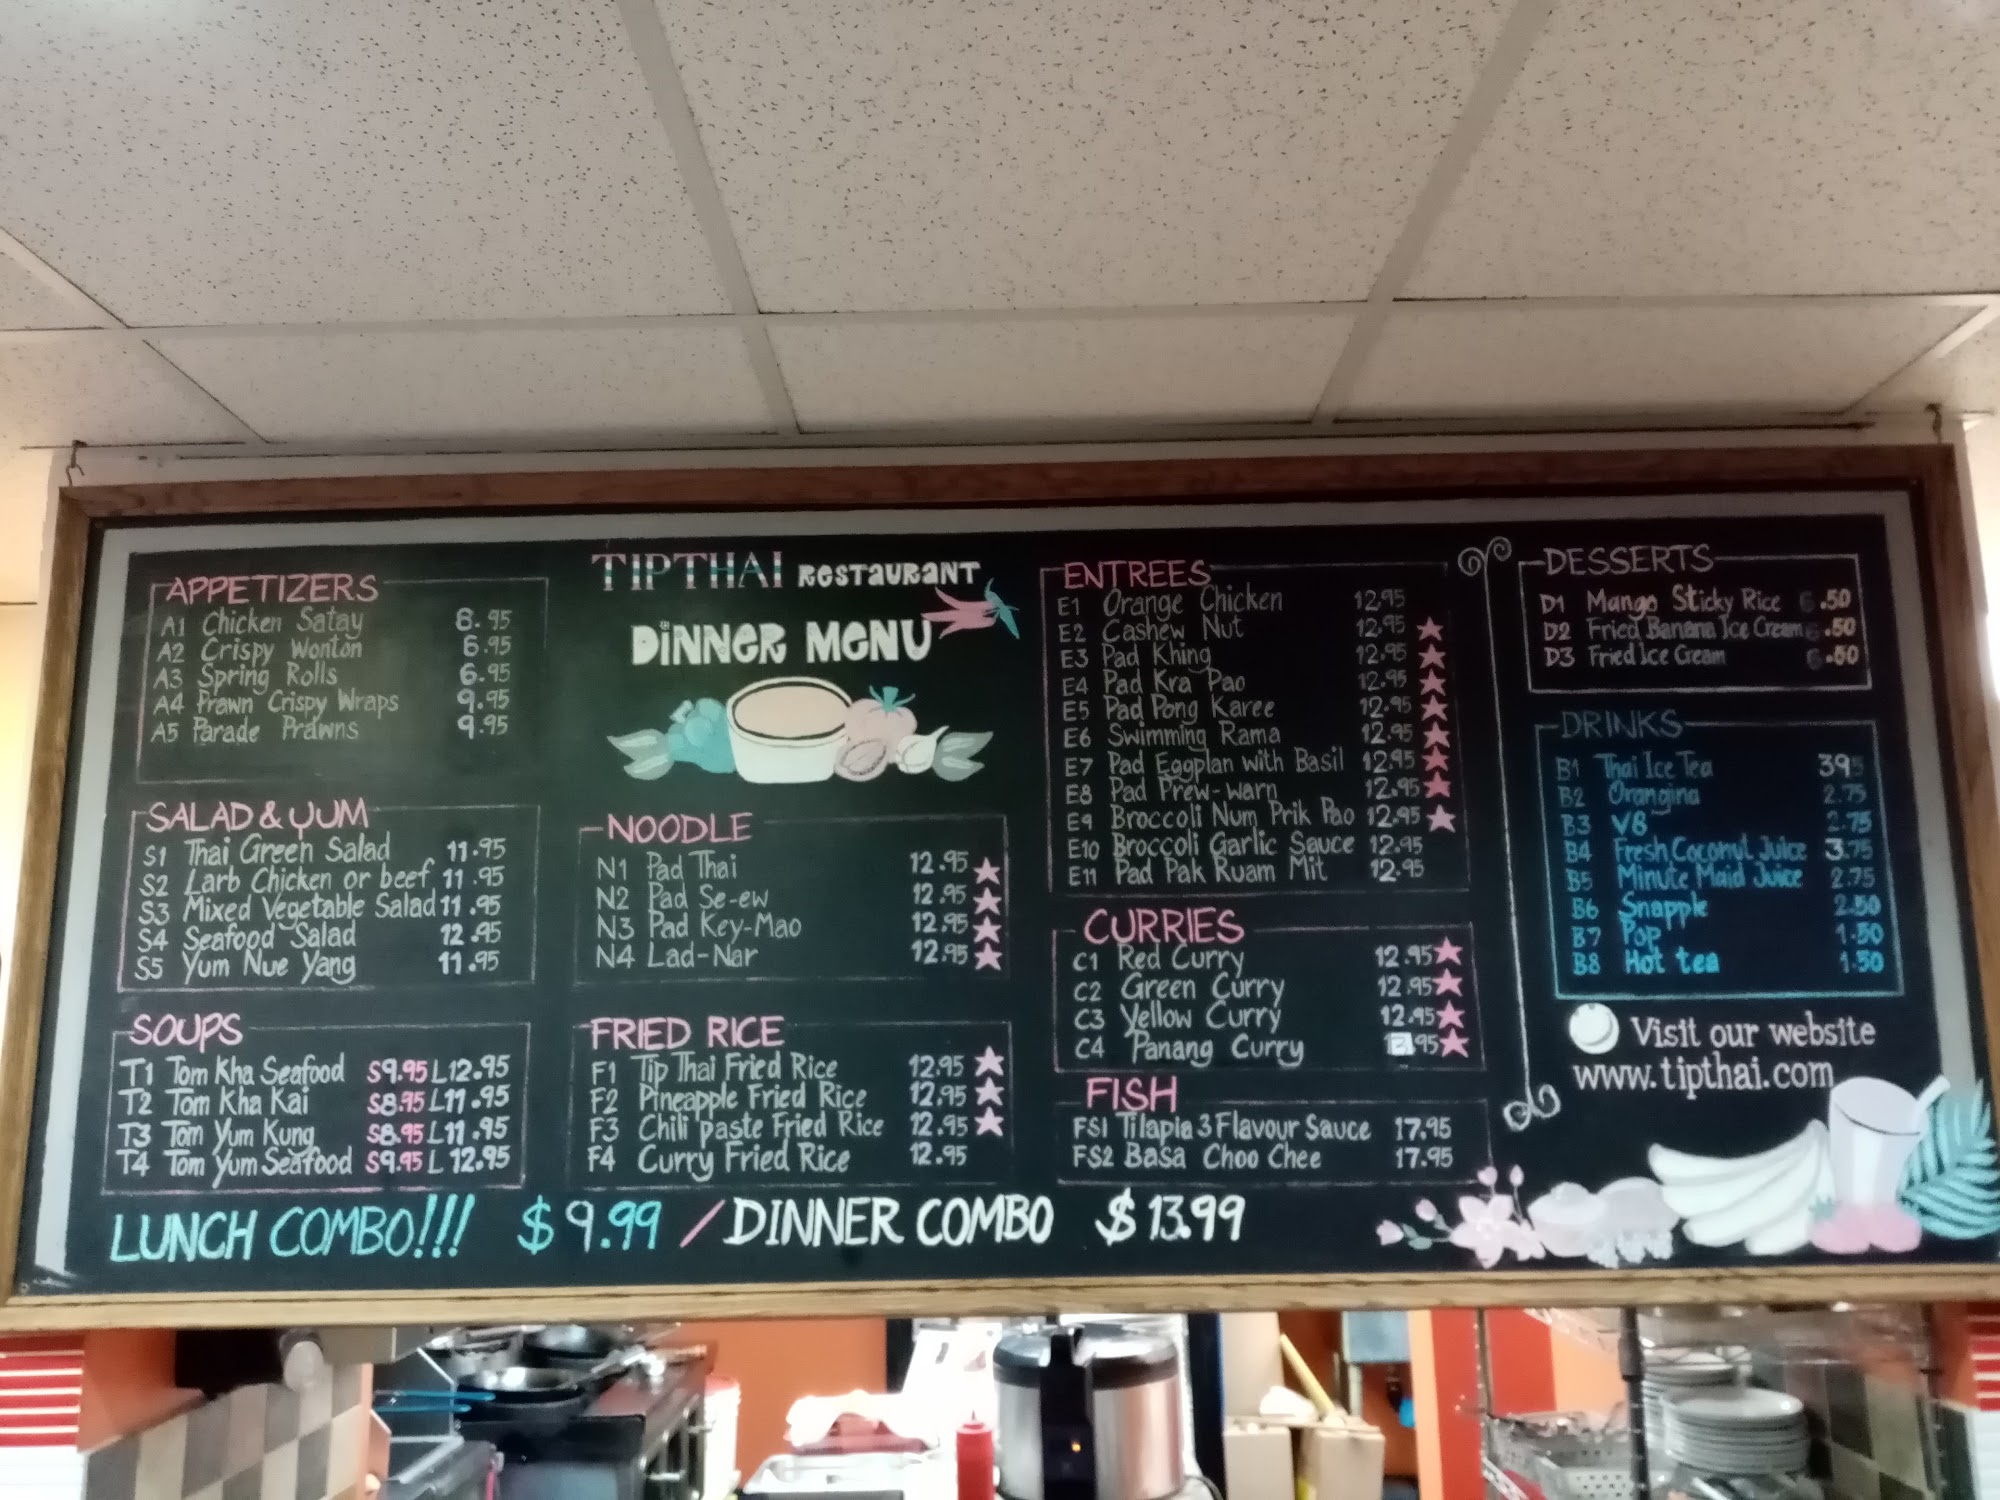 APPETIZERS
A1 Chicken Satay 8.95
A2 Crispy Wonton 6.95
A3 Spring Rolls 6.95
A4 Prawn Crispy Wraps 9.95
A5 Parade Prawns 9.95
SALAD & YUM
S1 Thai Green Salad 11.95
S2 Larb Chicken or beef 11.95
S3 Mixed Vegetable Salad 11.95
S4 Seafood Salad 12.95
S5 Yum Nue Yang 11.95
SOUPS
T1 Tom Kha Seafood S9.95 L12.95
T2 Tom Kha Kai S8.95 L11.95
T3 Tom Yum Kung S8.95 L11.95
T4 Tom Yum Seafood S9.95 L 12.95
TIPTHAI RESTAURANT
DINNER MENU
NOODLE
N1 Pad Thai 12.95 ★
N2 Pad Se-ew 12.95 ★
N3 Pad Key-Mao 12.95 ★
N4 Lad-Nar 12.95 ★
FRIED RICE
F1 Tip Thai Fried Rice 12.95 ★
F2 Pineapple Fried Rice 12.95 ★
F3 Chili paste Fried Rice 12.95 ★
F4 Curry Fried Rice 12.95
ENTREES
E1 Orange Chicken 12.95
E2 Cashew Nut 12.95 ★
E3 Pad Khing 12.95 ★
E4 Pad Kra Pao 12.95 ★
E5 Pad Pong Karee 12.95 ★
E6 Swimming Rama 12.95 ★
E7 Pad Eggplan with Basil 12.95 ★
E8 Pad Prew-warn 12.95 ★
E9 Broccoli Num Prik Pao 12.95 ★
E10 Broccoli Garlic Sauce 12.95
E11 Pad Pak Ruam Mit 12.95
CURRIES
C1 Red Curry 12.95 ★
C2 Green Curry 12.95 ★
C3 Yellow Curry 12.95 ★
C4 Panang Curry 13.95 ★
FISH
FS1 Tilapia 3 Flavour Sauce 17.95
FS2 Basa Choo Chee 17.95
DESSERTS
D1 Mango Sticky Rice 6.50
D2 Fried Banana Ice Cream 6.50
D3 Fried Ice Cream 6.50
DRINKS
B1 Thai Ice Tea 395
B2 Orangina 2.75
B3 V8 2.75
B4 Fresh Coconut Juice 3.75
B5 Minute Maid Juice 2.75
B6 Snapple 2.50
B7 Pop 1.50
B8 Hot tea 1.50
Visit our website
www.tipthai.com
LUNCH COMBO!!! $9.99 / DINNER COMBO $13.99